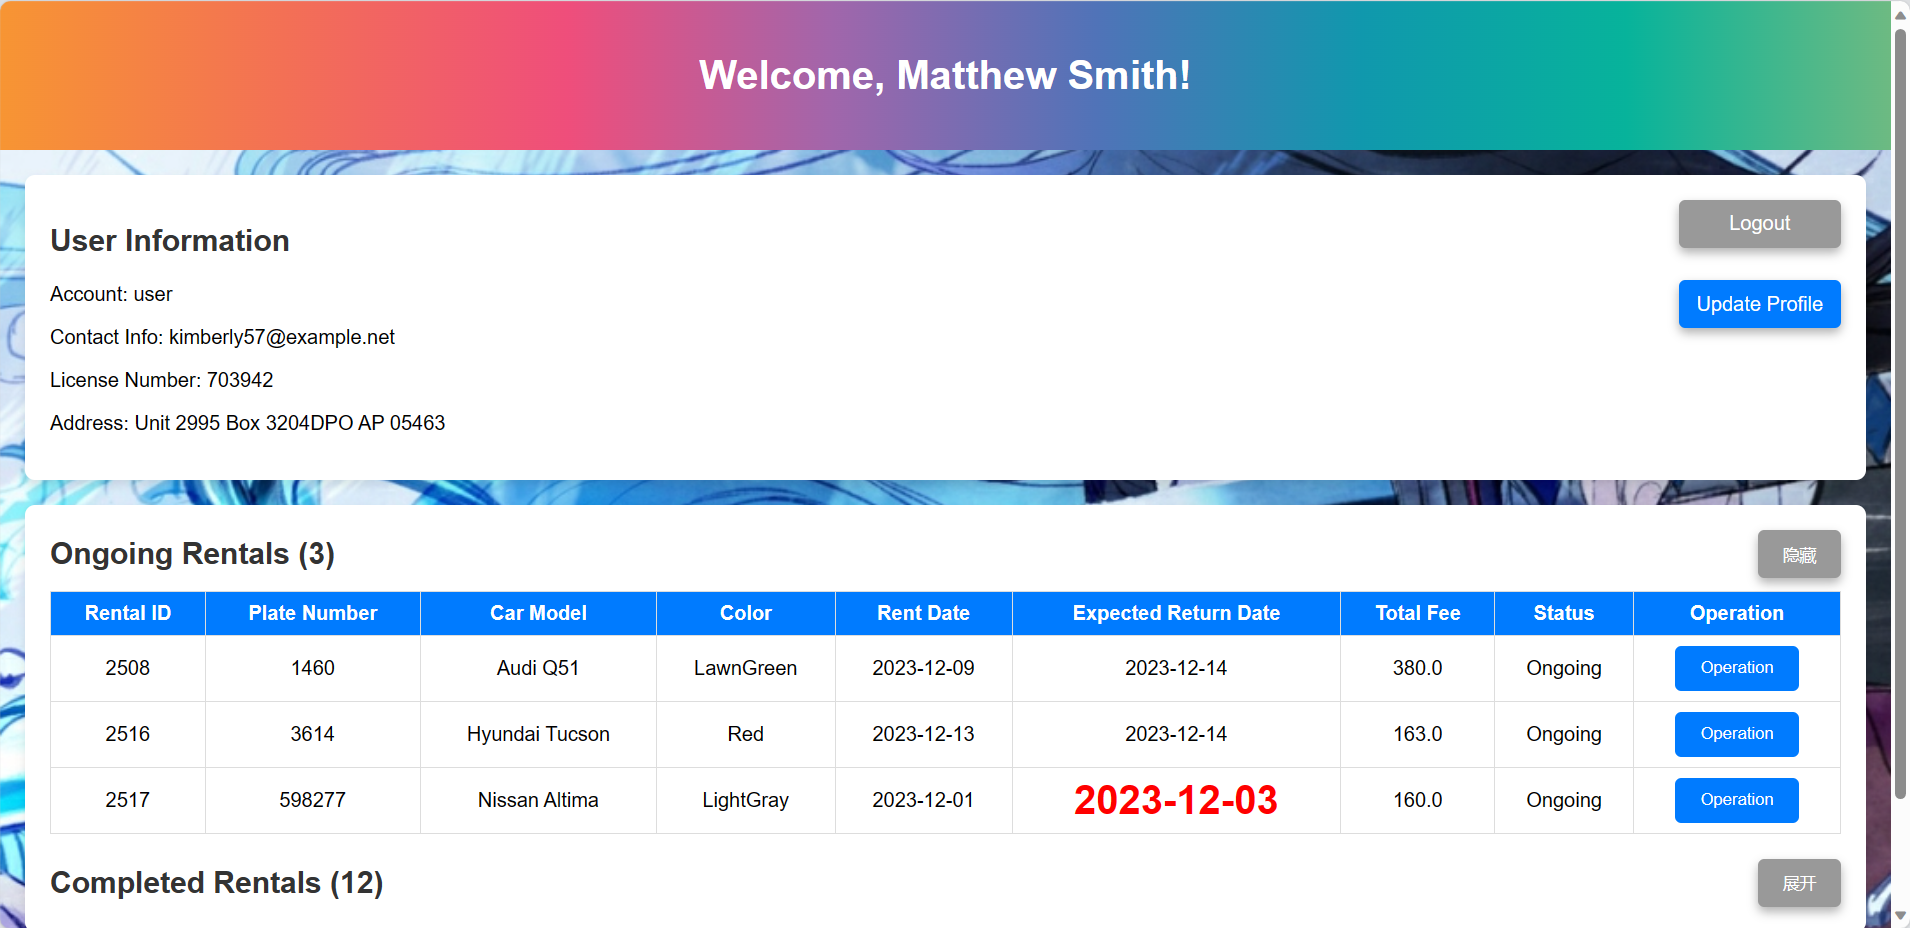 Welcome, Matthew Smith!
Logout
User Information
Update Profile
Account: user
Contact Info: kimberly57@example.net
License Number: 703942
Address: Unit 2995 Box 3204DPO AP 05463
Ongoing Rentals (3)
隐藏
Rental ID Plate Number Car Model Color Rent Date Expected Return Date Total Fee Status Operation
2508 1460 Audi Q51 LawnGreen 2023-12-09 2023-12-14 380.0 Ongoing Operation
2516 3614 Hyundai Tucson Red 2023-12-13 2023-12-14 163.0 Ongoing Operation
2517 598277 Nissan Altima LightGray 2023-12-01 2023-12-03 160.0 Ongoing Operation
Completed Rentals (12)
展开